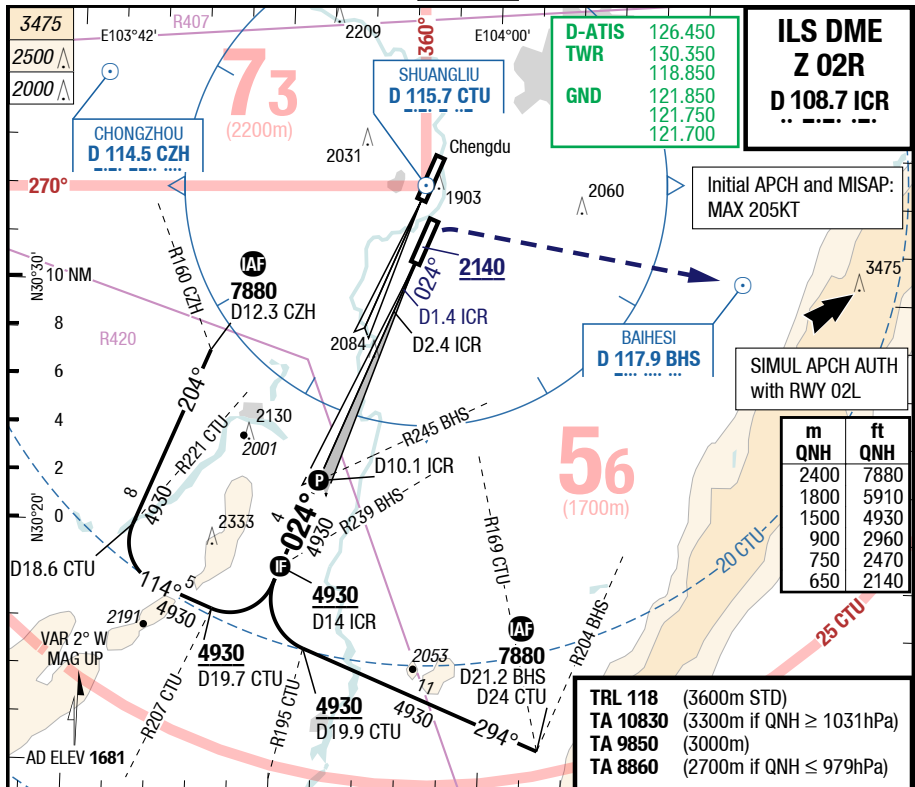 3475
2500
2000
R407
E103°42'
2209
360°
E104°00'
D-ATIS 126.450
TWR 130.350
118.850
GND 121.850
121.750
121.700
ILS DME
Z 02R
D 108.7 ICR
73
(2200m)
SHUANGLIU
D 115.7 CTU
CHONGZHOU
D 114.5 CZH
2031
Chengdu
270°
1903
2060
Initial APCH and MISAP:
MAX 205KT
R160 CZH
N30°30'
10 NM
8
6
4
2
0
N30°20'
IAF
7880
D12.3 CZH
024°
2140
D1.4 ICR
D2.4 ICR
2084
3475
BAIHESI
D 117.9 BHS
SIMUL APCH AUTH
with RWY 02L
R420
204°
R221 CTU
2130
2001
R245 BHS
D10.1 ICR
P
56
(1700m)
m ft
QNH QNH
2400 7880
1800 5910
1500 4930
900 2960
750 2470
650 2140
8
4930
2333
4
024°
4930
R239 BHS
R169 CTU
20 CTU
D18.6 CTU
114°
5
4930
IF
4930
D14 ICR
2191
VAR 2° W
MAG UP
4930
D19.7 CTU
IAF
7880
D21.2 BHS
D24 CTU
R204 BHS
25 CTU
2053
11
4930
294°
R207 CTU
R195 CTU
4930
D19.9 CTU
AD ELEV 1681
TRL 118 (3600m STD)
TA 10830 (3300m if QNH ≥ 1031hPa)
TA 9850 (3000m)
TA 8860 (2700m if QNH ≤ 979hPa)